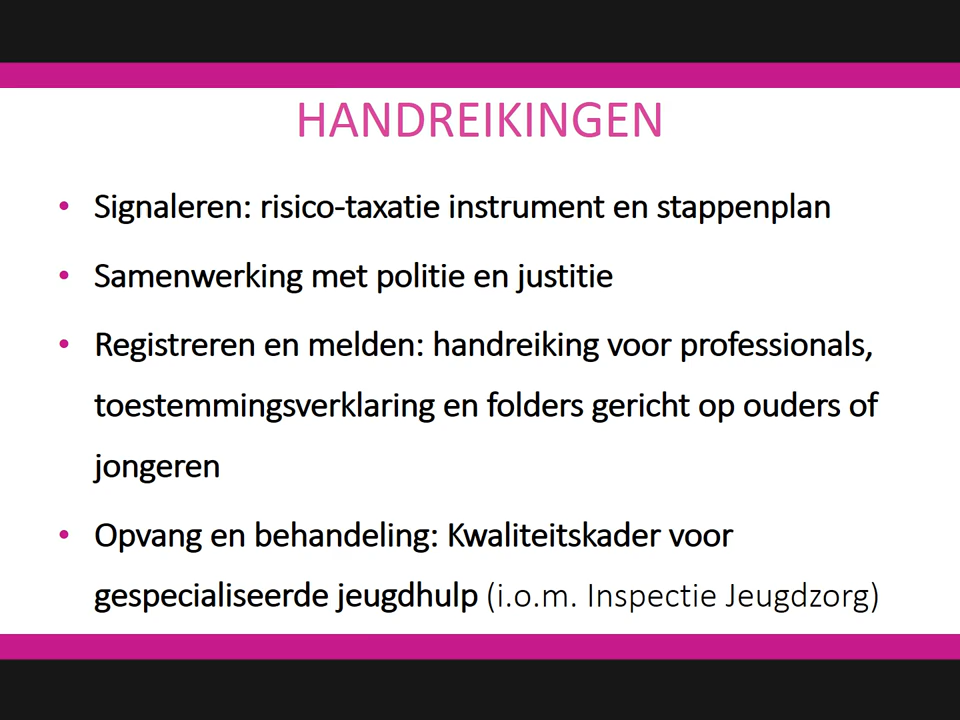 HANDREIKINGEN
• Signaleren: risico-taxatie instrument en stappenplan
• Samenwerking met politie en justitie
• Registreren en melden: handreiking voor professionals,
toestemmingsverklaring en folders gericht op ouders of
jongeren
• Opvang en behandeling: Kwaliteitskader voor
gespecialiseerde jeugdhulp (i.o.m. Inspectie Jeugdzorg)